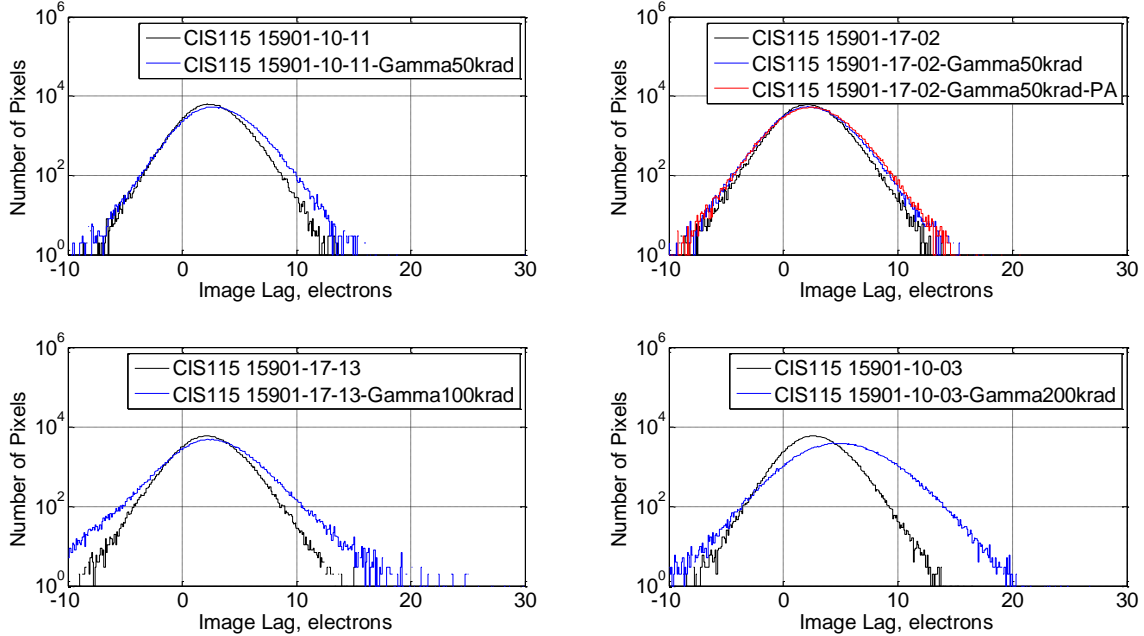 CIS115 15901-10-11
CIS115 15901-10-11-Gamma50krad
Number of Pixels
10^6
10^4
10^2
10^0
-10 0 10 20 30
Image Lag, electrons
CIS115 15901-17-02
CIS115 15901-17-02-Gamma50krad
CIS115 15901-17-02-Gamma50krad-PA
Number of Pixels
10^6
10^4
10^2
10^0
-10 0 10 20 30
Image Lag, electrons
CIS115 15901-17-13
CIS115 15901-17-13-Gamma100krad
Number of Pixels
10^6
10^4
10^2
10^0
-10 0 10 20 30
Image Lag, electrons
CIS115 15901-10-03
CIS115 15901-10-03-Gamma200krad
Number of Pixels
10^6
10^4
10^2
10^0
-10 0 10 20 30
Image Lag, electrons